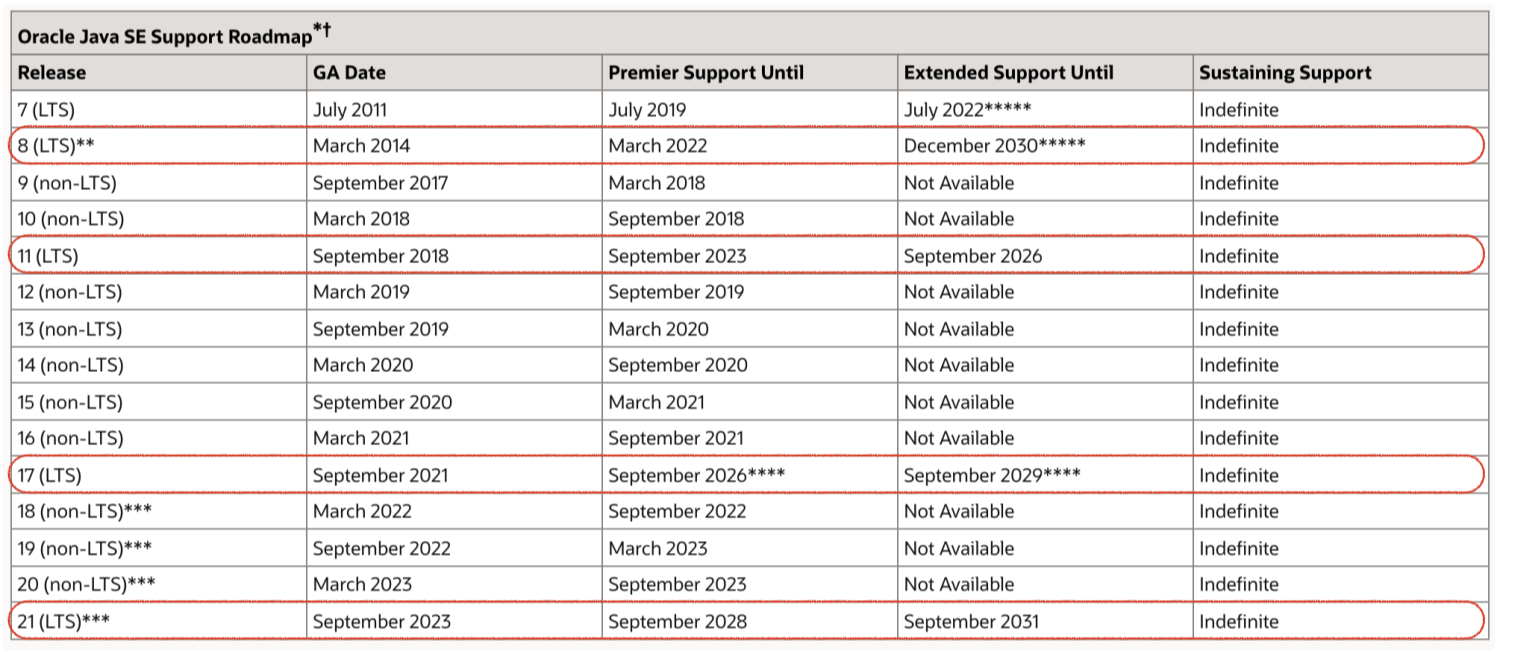 Oracle Java SE Support Roadmap*†
Release GA Date Premier Support Until Extended Support Until Sustaining Support
7 (LTS) July 2011 July 2019 July 2022***** Indefinite
8 (LTS)** March 2014 March 2022 December 2030***** Indefinite
9 (non-LTS) September 2017 March 2018 Not Available Indefinite
10 (non-LTS) March 2018 September 2018 Not Available Indefinite
11 (LTS) September 2018 September 2023 September 2026 Indefinite
12 (non-LTS) March 2019 September 2019 Not Available Indefinite
13 (non-LTS) September 2019 March 2020 Not Available Indefinite
14 (non-LTS) March 2020 September 2020 Not Available Indefinite
15 (non-LTS) September 2020 March 2021 Not Available Indefinite
16 (non-LTS) March 2021 September 2021 Not Available Indefinite
17 (LTS) September 2021 September 2026**** September 2029**** Indefinite
18 (non-LTS)*** March 2022 September 2022 Not Available Indefinite
19 (non-LTS)*** September 2022 March 2023 Not Available Indefinite
20 (non-LTS)*** March 2023 September 2023 Not Available Indefinite
21 (LTS)*** September 2023 September 2028 September 2031 Indefinite